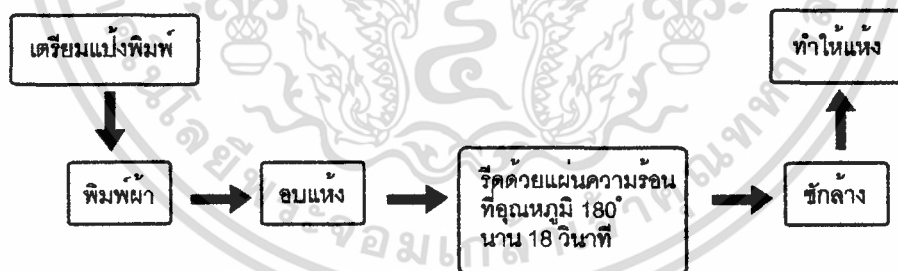 เตรียมแป้งพิมพ์
พิมพ์ผ้า
อบแห้ง
รีดด้วยแผ่นความร้อน
ที่อุณหภูมิ 180°
นาน 18 วินาที
ซักล้าง
ทำให้แห้ง